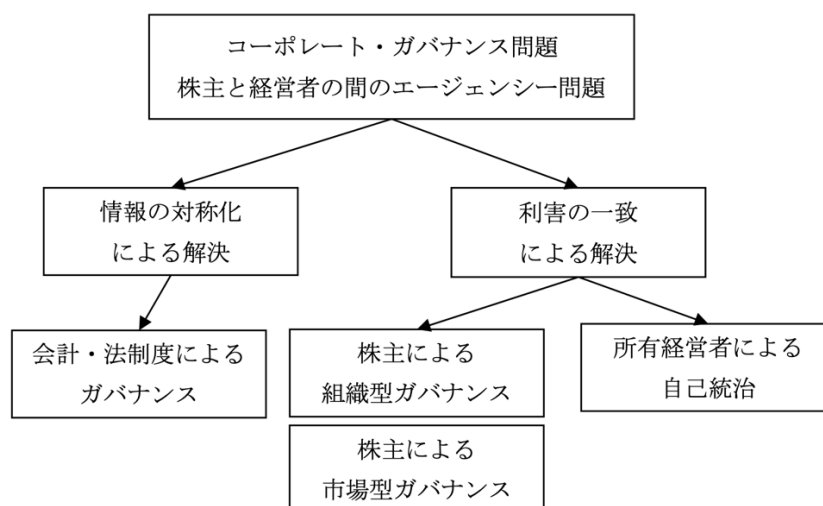 コーポレート・ガバナンス問題
株主と経営者の間のエージェンシー問題
情報の対称化
による解決
利害の一致
による解決
会計・法制度による
ガバナンス
株主による
組織型ガバナンス
所有経営者による
自己統治
株主による
市場型ガバナンス